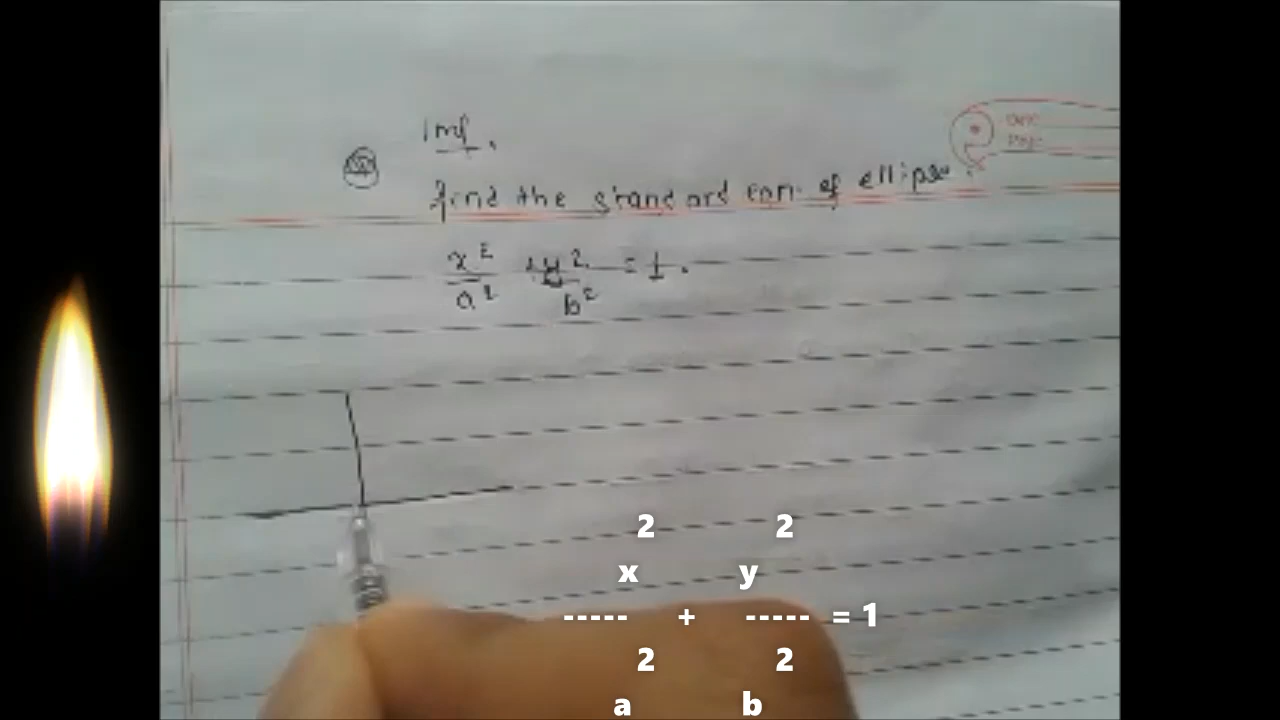 Imp.
find the standard eqn. of ellipse.
x² + y² = 1.
a² b²
2 2
x y
----- + ----- = 1
2 2
a b